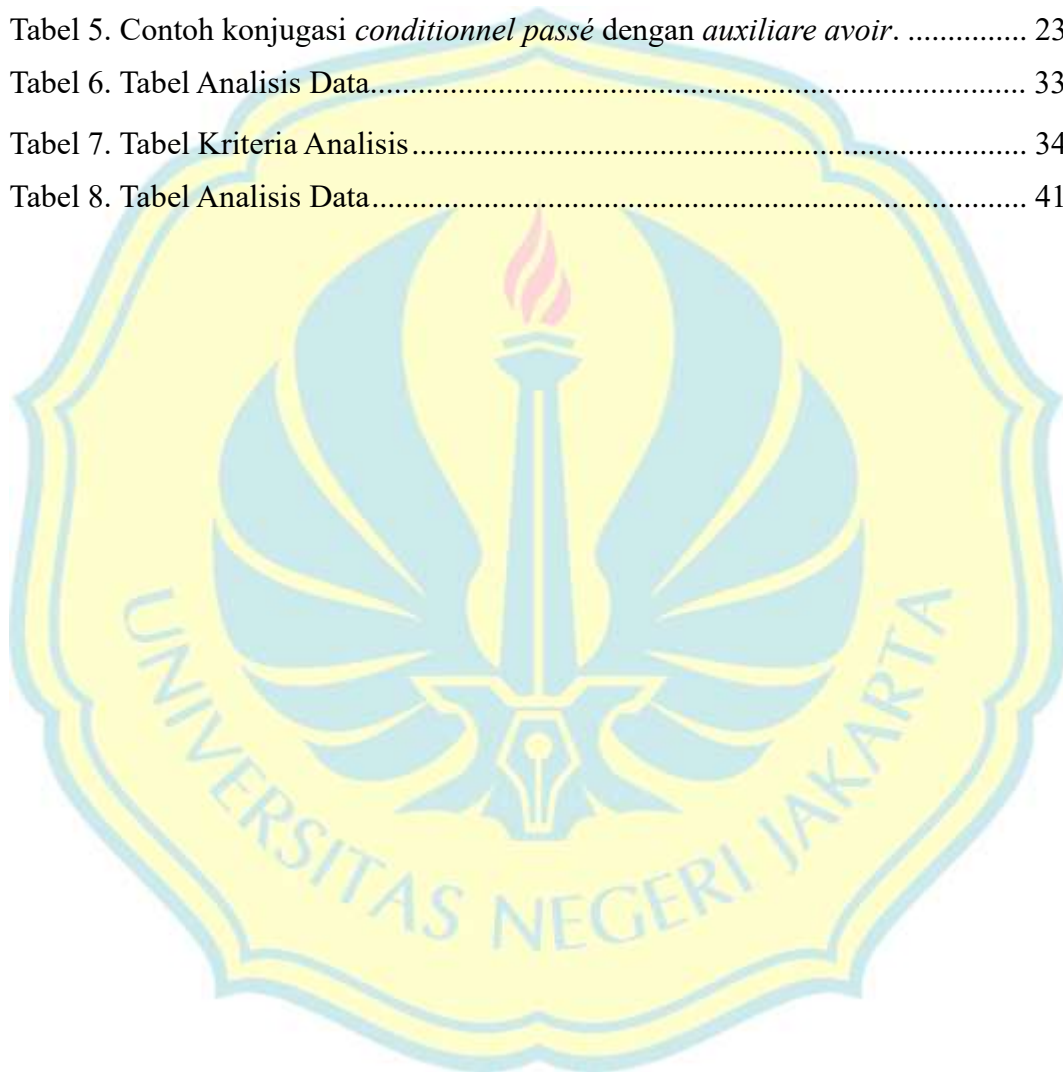 Tabel 5. Contoh konjugasi conditionnel passé dengan auxiliare avoir. ............... 23
Tabel 6. Tabel Analisis Data.................................................................................... 33
Tabel 7. Tabel Kriteria Analisis............................................................................... 34
Tabel 8. Tabel Analisis Data.................................................................................... 41
UNIVERSITAS NEGERI JAKARTA